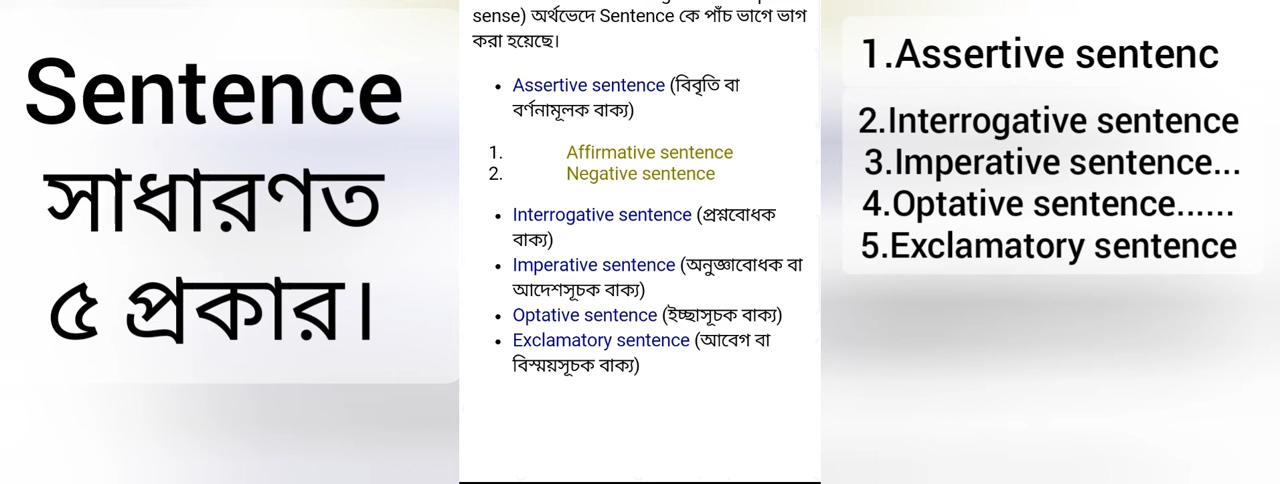 Sentence
সাধারণত
৫ প্রকার।
sense) অর্থভেদে Sentence কে পাঁচ ভাগে ভাগ
করা হয়েছে।
• Assertive sentence (বিবৃতি বা
বর্ণনামূলক বাক্য)
1. Affirmative sentence
2. Negative sentence
• Interrogative sentence (প্রশ্নবোধক
বাক্য)
• Imperative sentence (অনুজ্ঞাবোধক বা
আদেশসূচক বাক্য)
• Optative sentence (ইচ্ছাসূচক বাক্য)
• Exclamatory sentence (আবেগ বা
বিস্ময়সূচক বাক্য)
1.Assertive sentenc
2.Interrogative sentence
3.Imperative sentence...
4.Optative sentence......
5.Exclamatory sentence